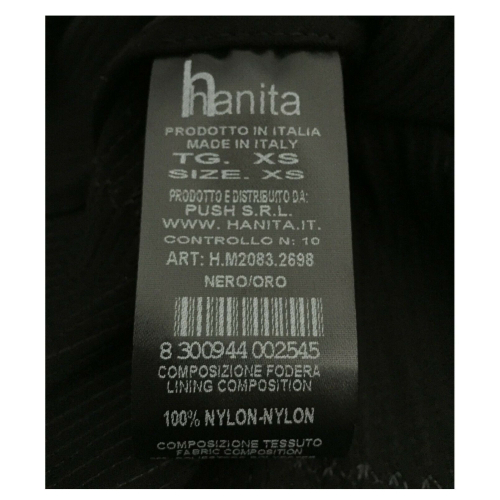 hanita
PRODOTTO IN ITALIA
MADE IN ITALY
TG. XS
SIZE. XS
PRODOTTO E DISTRIBUITO DA:
PUSH S.R.L.
WWW. HANITA.IT.
CONTROLLO N: 10
ART: H.M2083.2698
NERO/ORO
8 300944 002545
COMPOSIZIONE FODERA
LINING COMPOSITION
100% NYLON-NYLON
COMPOSIZIONE TESSUTO
FABRIC COMPOSITION